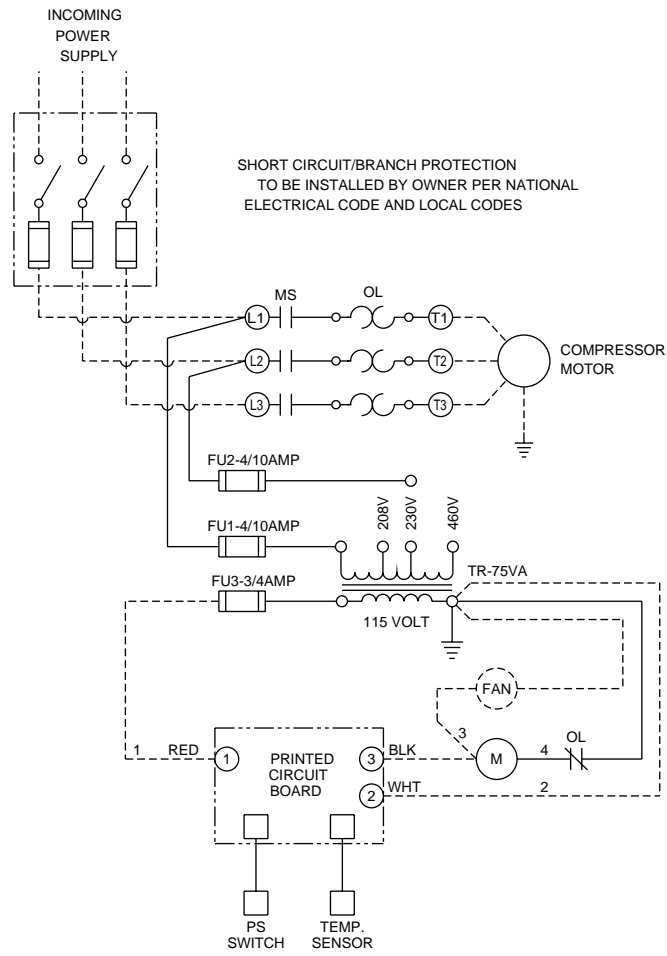 INCOMING
POWER
SUPPLY
SHORT CIRCUIT/BRANCH PROTECTION
TO BE INSTALLED BY OWNER PER NATIONAL
ELECTRICAL CODE AND LOCAL CODES
L1
MS
OL
T1
L2
T2
COMPRESSOR
MOTOR
L3
T3
FU2-4/10AMP
208V
230V
460V
FU1-4/10AMP
TR-75VA
FU3-3/4AMP
115 VOLT
FAN
3
OL
1
RED
1
PRINTED
CIRCUIT
BOARD
3
BLK
M
4
2
WHT
2
PS
SWITCH
TEMP.
SENSOR